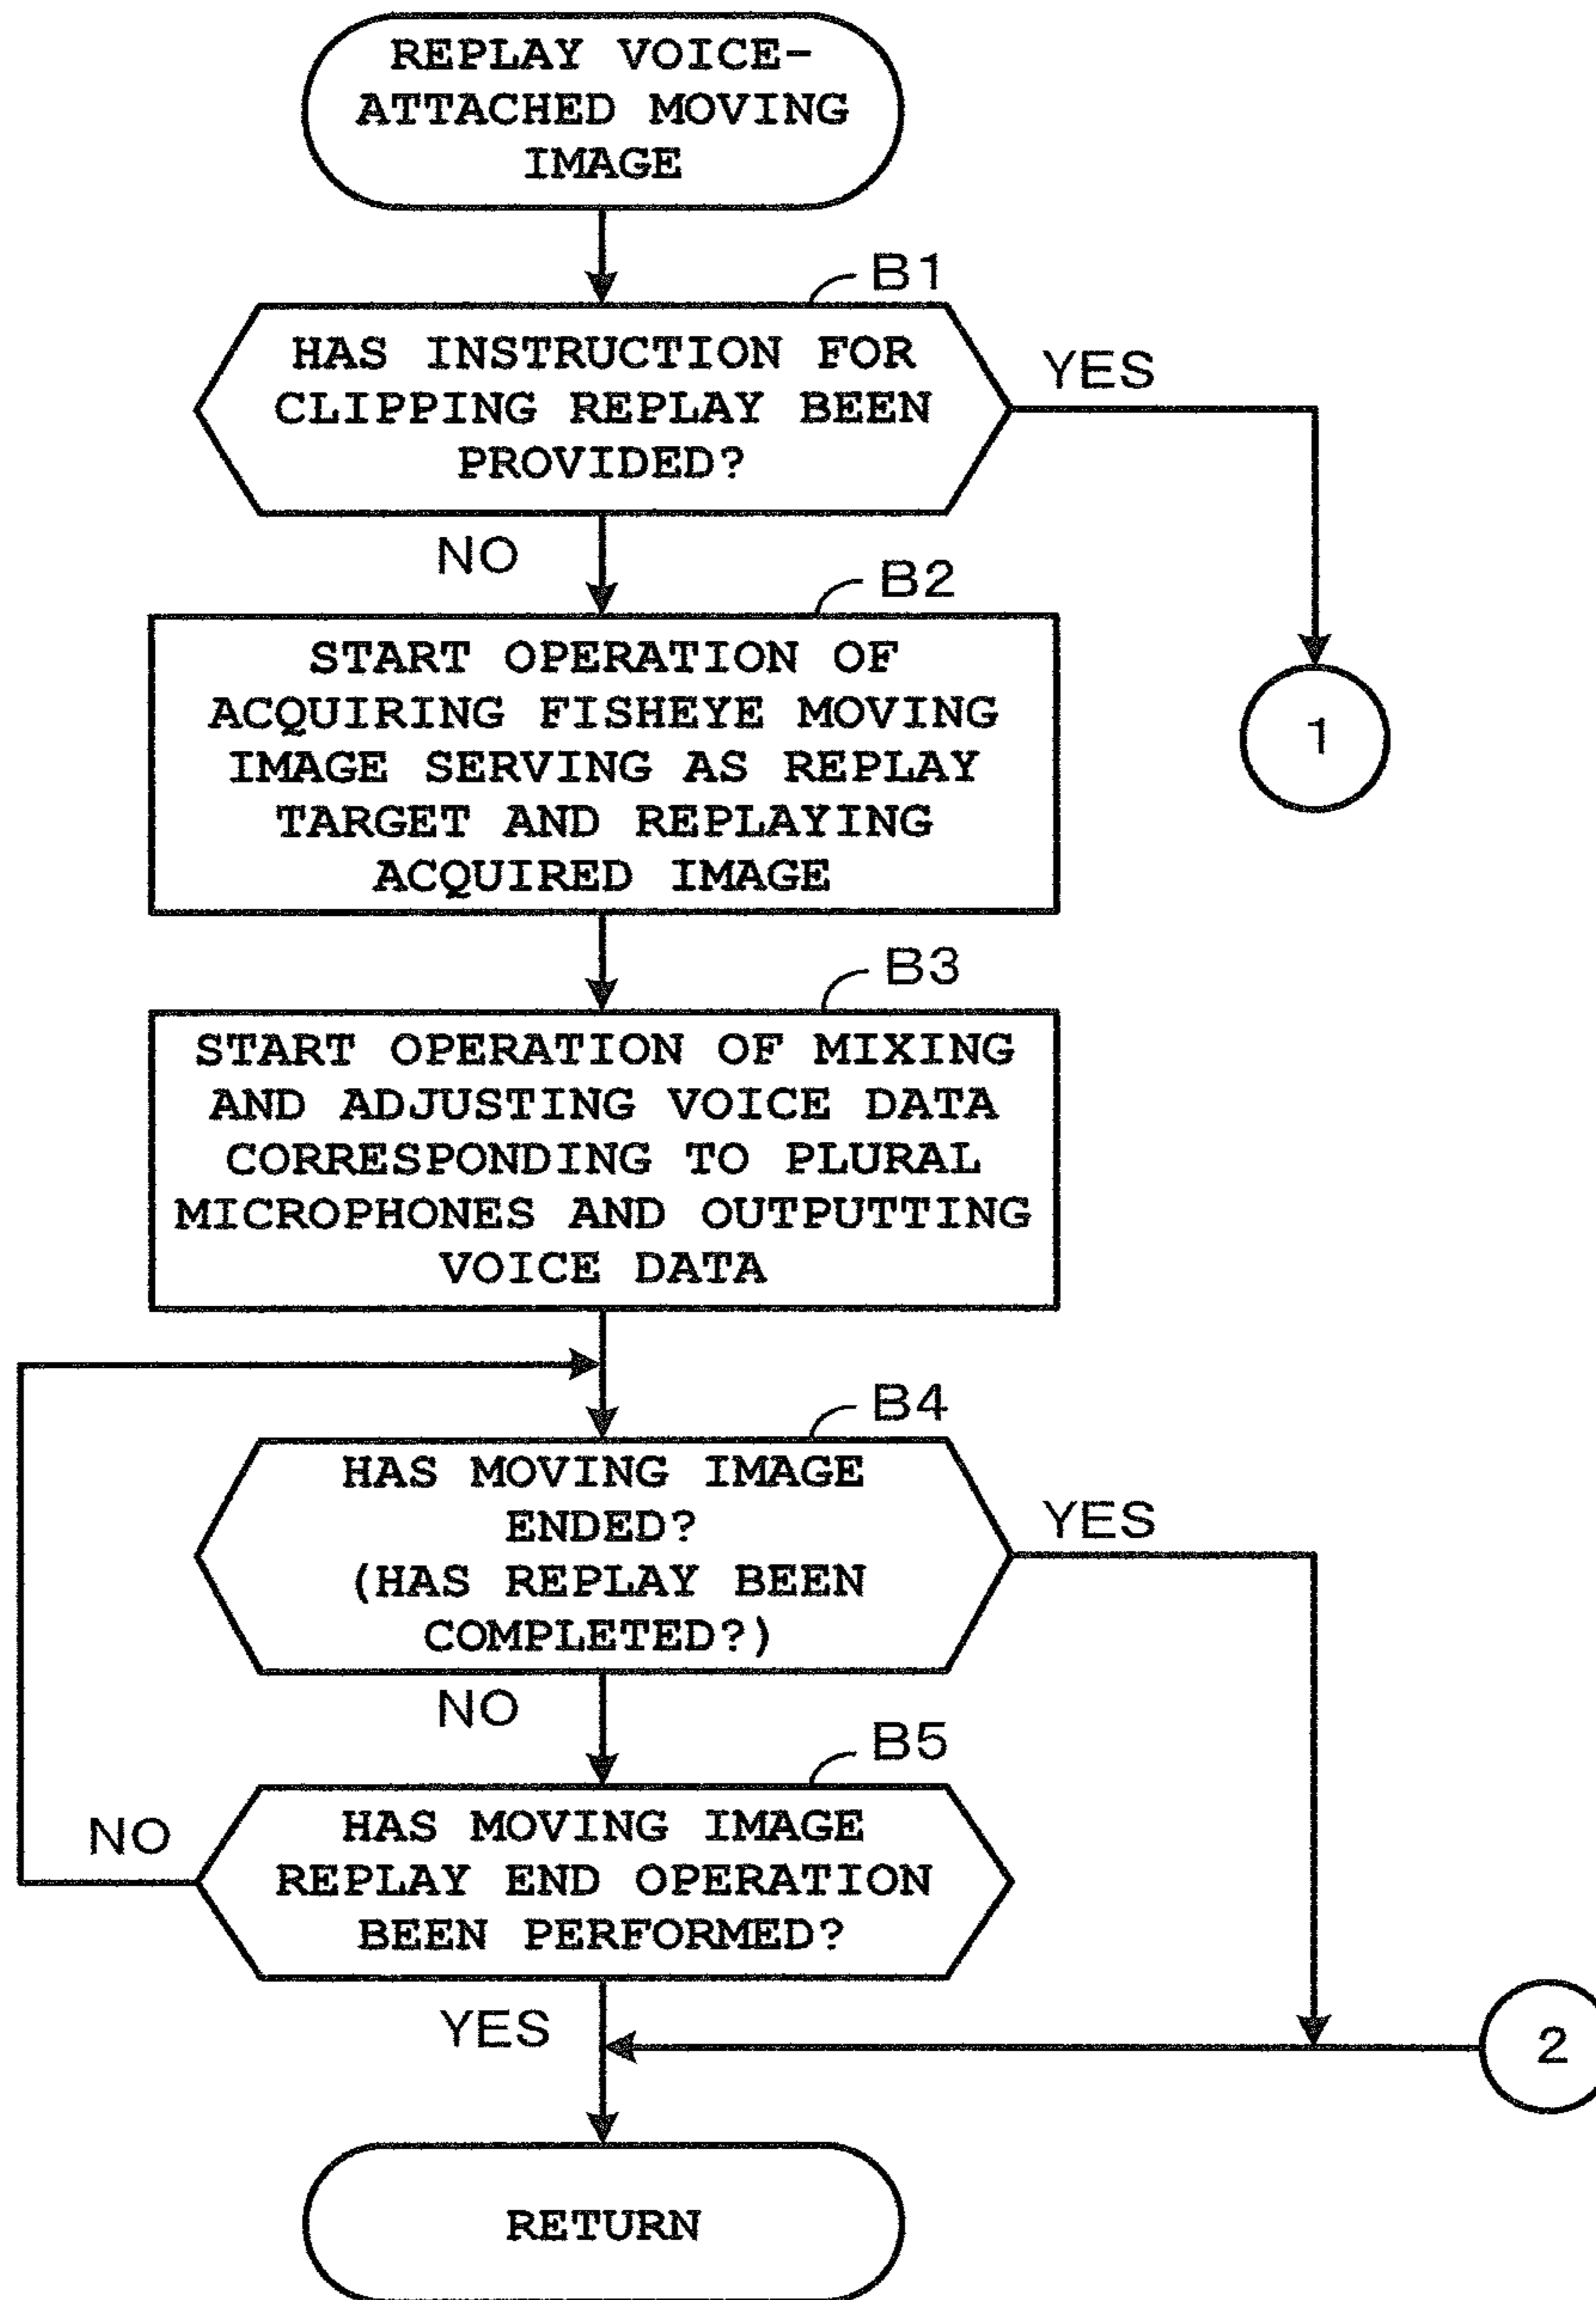 REPLAY VOICE-
ATTACHED MOVING
IMAGE
B1
HAS INSTRUCTION FOR
CLIPPING REPLAY BEEN
PROVIDED?
YES
NO
1
B2
START OPERATION OF
ACQUIRING FISHEYE MOVING
IMAGE SERVING AS REPLAY
TARGET AND REPLAYING
ACQUIRED IMAGE
B3
START OPERATION OF MIXING
AND ADJUSTING VOICE DATA
CORRESPONDING TO PLURAL
MICROPHONES AND OUTPUTTING
VOICE DATA
B4
HAS MOVING IMAGE
ENDED?
(HAS REPLAY BEEN
COMPLETED?)
YES
NO
B5
HAS MOVING IMAGE
REPLAY END OPERATION
BEEN PERFORMED?
NO
YES
2
RETURN